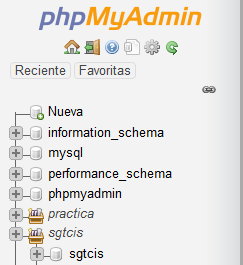 phpMyAdmin
Reciente Favoritas
Nueva
information_schema
mysql
performance_schema
phpmyadmin
practica
sgtcis
sgtcis